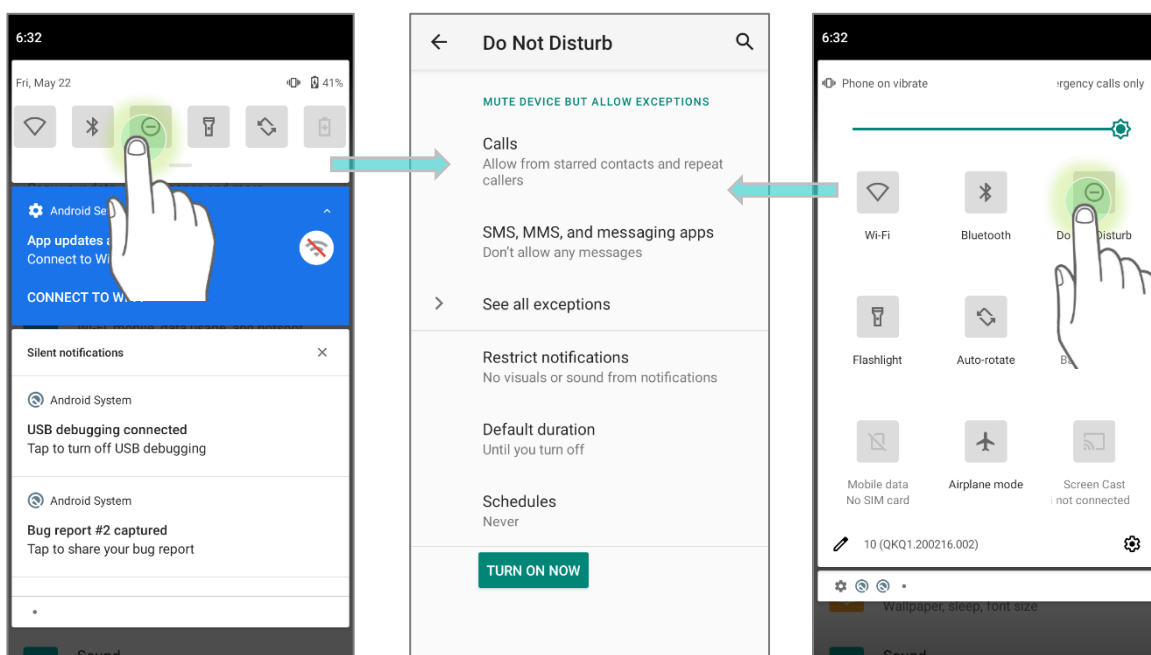 6:32
Fri, May 22
41%
Android Se
App updates a
Connect to Wi
CONNECT TO W
Wi-Fi, mobile, data usage, and hotspot
Silent notifications
Android System
USB debugging connected
Tap to turn off USB debugging
Android System
Bug report #2 captured
Tap to share your bug report
Sound
Do Not Disturb
MUTE DEVICE BUT ALLOW EXCEPTIONS
Calls
Allow from starred contacts and repeat
callers
SMS, MMS, and messaging apps
Don't allow any messages
See all exceptions
Restrict notifications
No visuals or sound from notifications
Default duration
Until you turn off
Schedules
Never
TURN ON NOW
6:32
Phone on vibrate
ergency calls only
Wi-Fi
Bluetooth
Do Disturb
Flashlight
Auto-rotate
Mobile data
No SIM card
Airplane mode
Screen Cast
not connected
10 (QKQ1.200216.002)
Wallpaper, sleep, font size
Sound